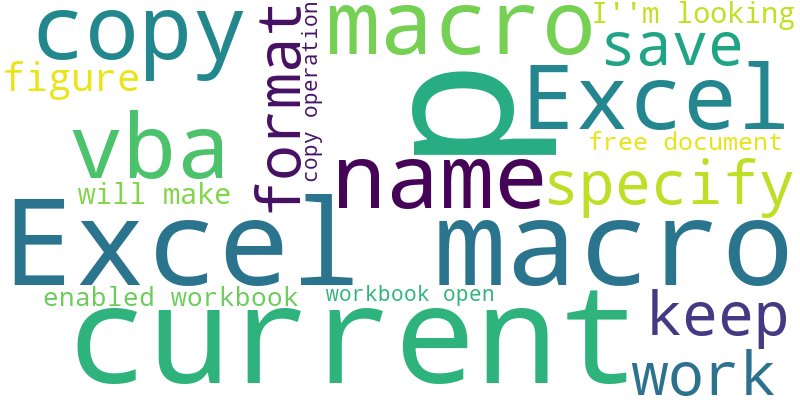 copy
macro
I''m looking
save
figure
format
copy operation
p
Excel
vba
free document
name
specify
will make
Excel macro
enabled workbook
workbook open
current
keep
work